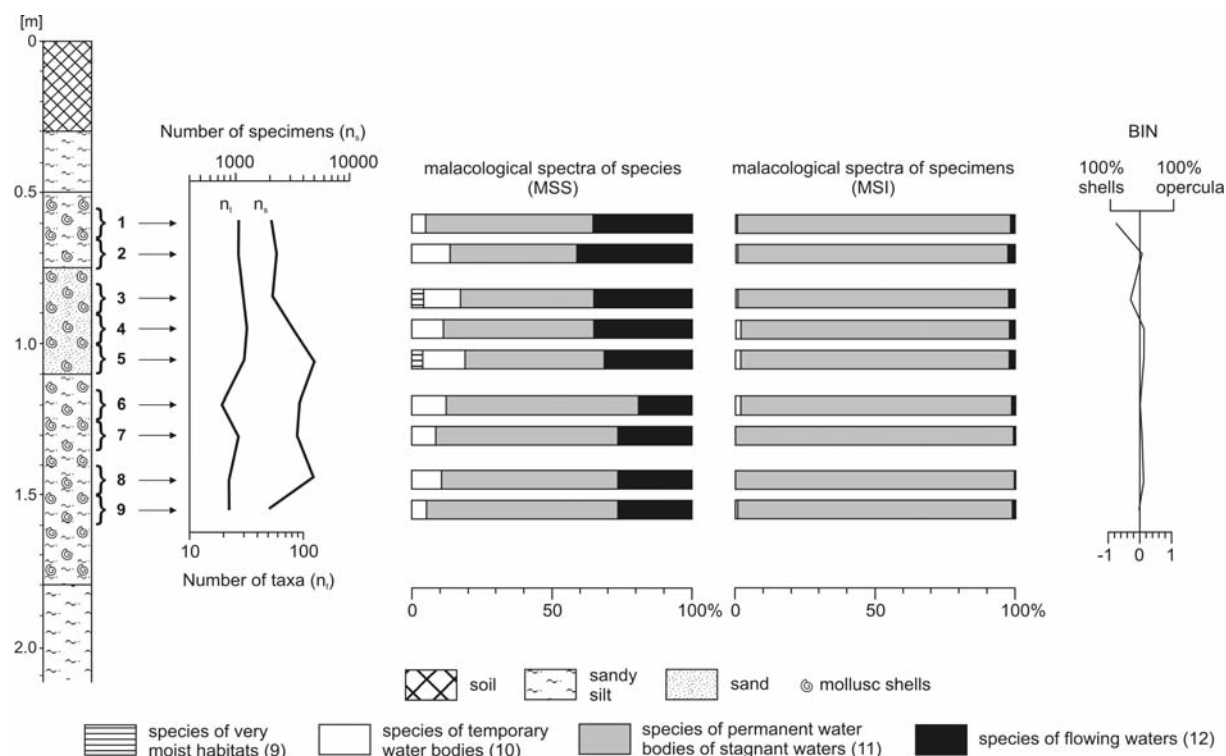 [m]
0
0.5
1.0
1.5
2.0
1
2
3
4
5
6
7
8
9
Number of specimens (nₛ)
1000 10000
nₜ nₛ
10 100
Number of taxa (nₜ)
malacological spectra of species
(MSS)
0 50 100%
malacological spectra of specimens
(MSI)
0 50 100%
BIN
100% 100%
shells opercula
-1 0 1
soil
sandy
silt
sand
mollusc shells
species of very
moist habitats (9)
species of temporary
water bodies (10)
species of permanent water
bodies of stagnant waters (11)
species of flowing waters (12)